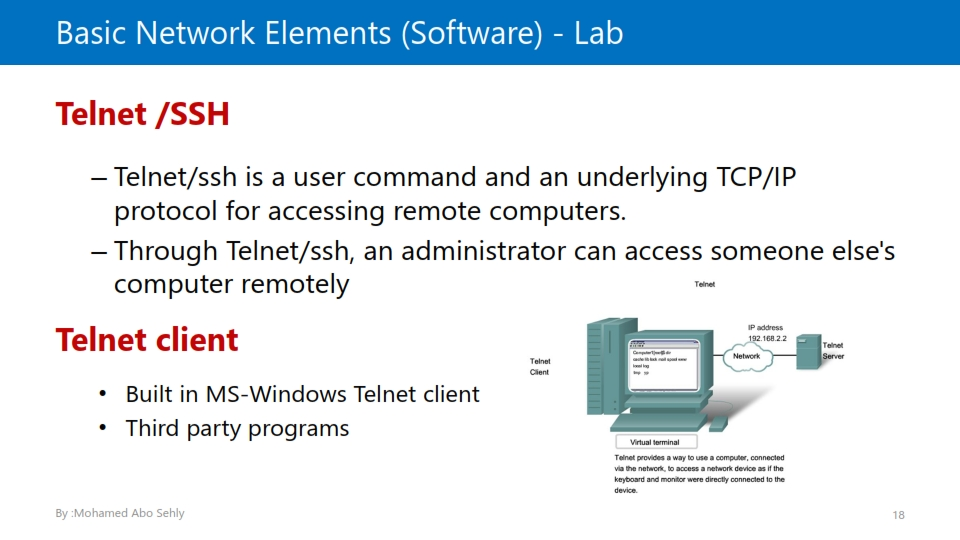 Basic Network Elements (Software) - Lab
Telnet /SSH
– Telnet/ssh is a user command and an underlying TCP/IP
protocol for accessing remote computers.
– Through Telnet/ssh, an administrator can access someone else's
computer remotely
Telnet
Telnet client
• Built in MS-Windows Telnet client
• Third party programs
Telnet
Client
IP address
192.168.2.2
Network
Telnet
Server
Virtual terminal
Telnet provides a way to use a computer, connected
via the network, to access a network device as if the
keyboard and monitor were directly connected to the
device.
By :Mohamed Abo Sehly
18